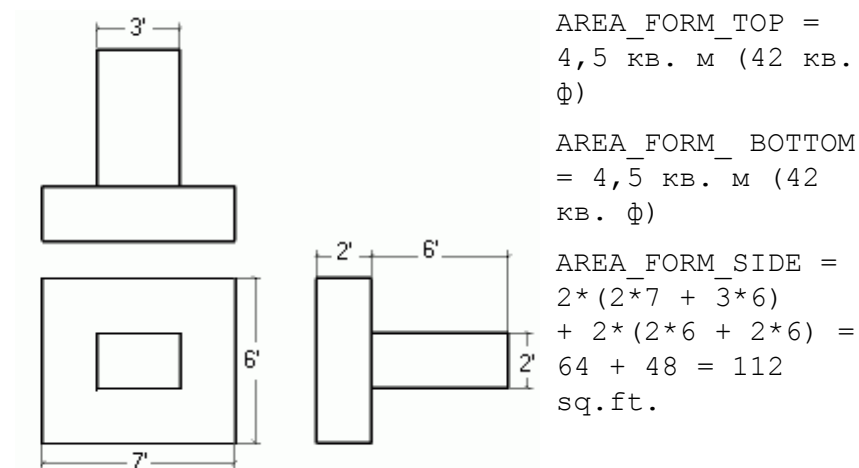 3'
AREA_FORM_TOP =
4,5 кв. м (42 кв.
ф)
AREA_FORM_ BOTTOM
= 4,5 кв. м (42
кв. ф)
2'
6'
AREA_FORM_SIDE =
2*(2*7 + 3*6)
+ 2*(2*6 + 2*6) =
64 + 48 = 112
sq.ft.
6'
2'
7'